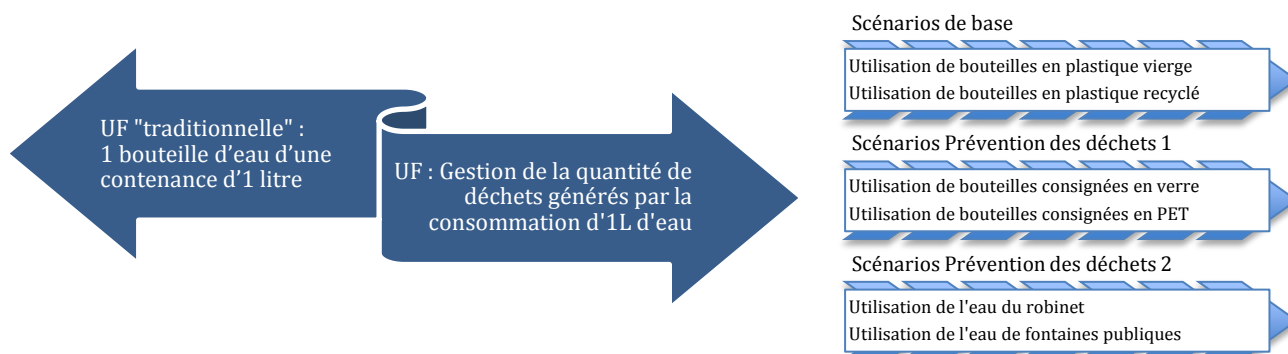 UF "traditionnelle" :
1 bouteille d’eau d’une
contenance d’1 litre
UF : Gestion de la quantité de
déchets générés par la
consommation d'1L d'eau
Scénarios de base
Utilisation de bouteilles en plastique vierge
Utilisation de bouteilles en plastique recyclé
Scénarios Prévention des déchets 1
Utilisation de bouteilles consignées en verre
Utilisation de bouteilles consignées en PET
Scénarios Prévention des déchets 2
Utilisation de l'eau du robinet
Utilisation de l'eau de fontaines publiques